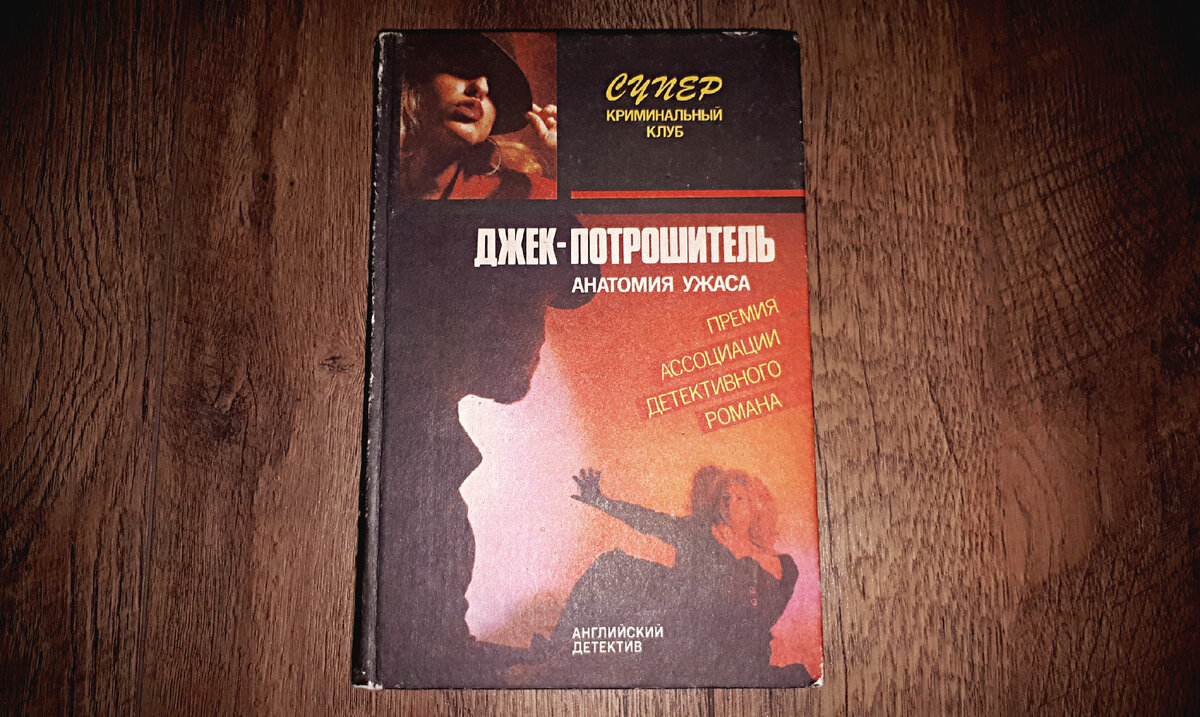 СУПЕР
КРИМИНАЛЬНЫЙ
КЛУБ
ДЖЕК-ПОТРОШИТЕЛЬ
АНАТОМИЯ УЖАСА
ПРЕМИЯ
АССОЦИАЦИИ
ДЕТЕКТИВНОГО
РОМАНА
АНГЛИЙСКИЙ
ДЕТЕКТИВ